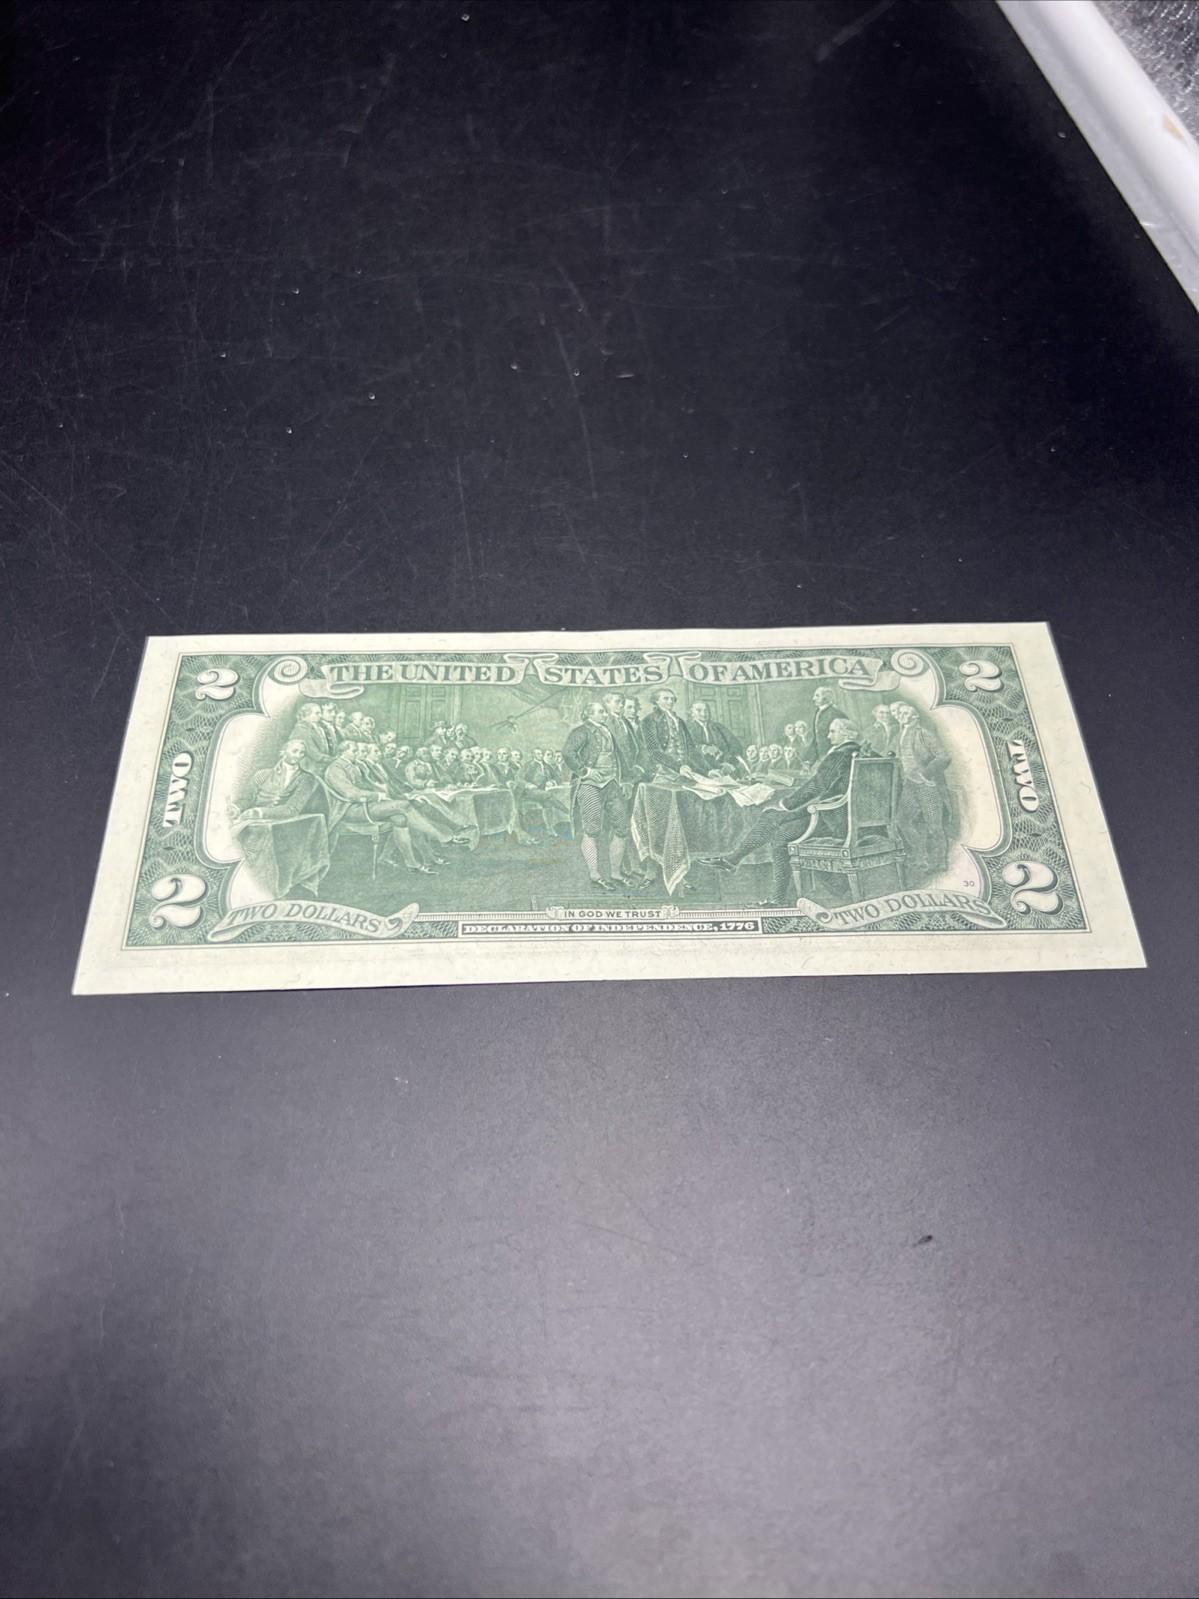 2 THE UNITED STATES OF AMERICA 2
TWO
TWO
2 TWO DOLLARS
IN GOD WE TRUST
DECLARATION OF INDEPENDENCE, 1776
TWO DOLLARS 2
30